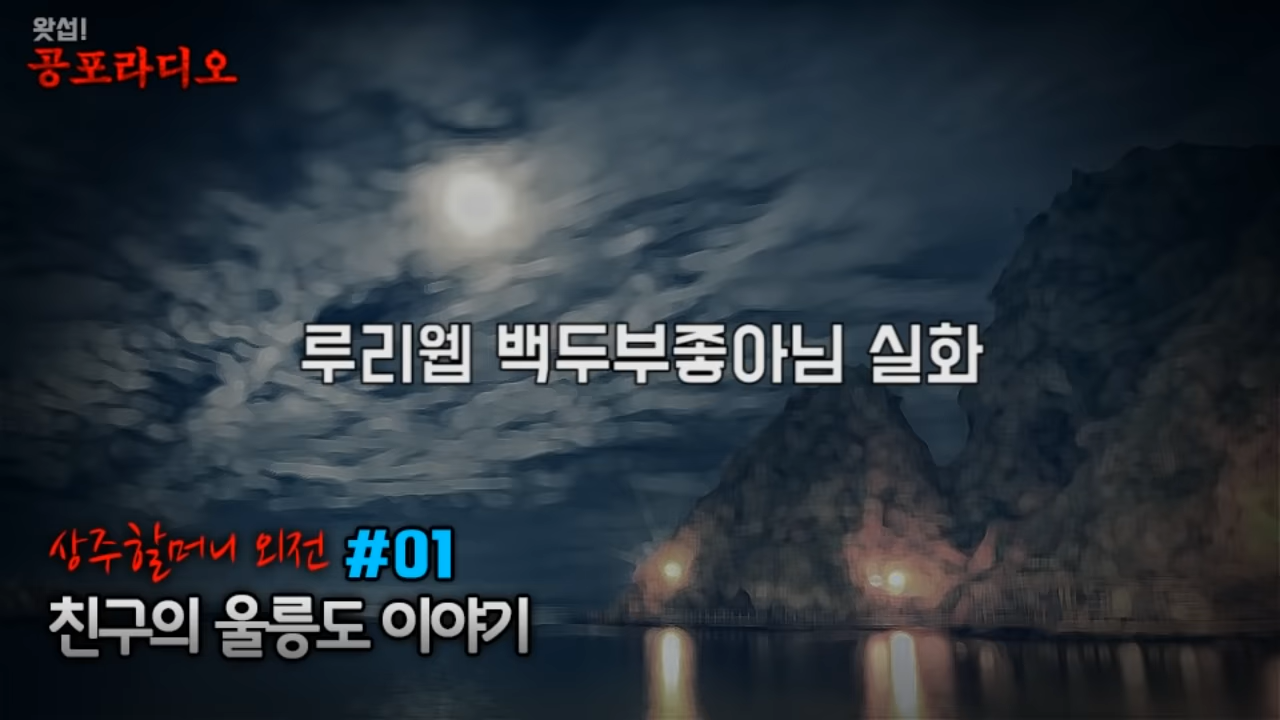 왓섭!
공포라디오
루리웹 백두부좋아님 실화
상주할머니 외전 #01
친구의 울릉도 이야기